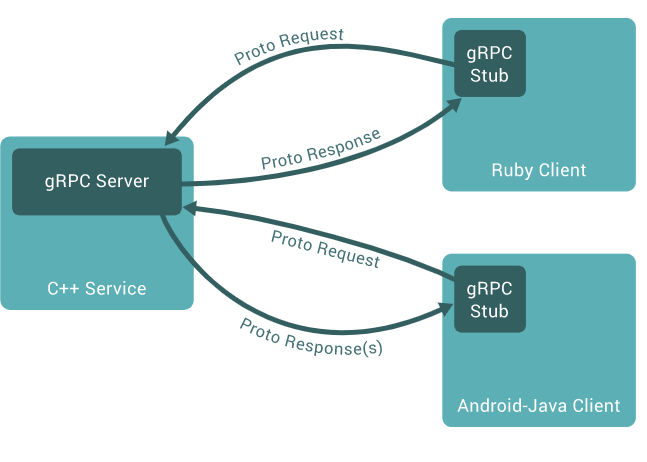 Proto Request
gRPC
Stub
Ruby Client
Proto Response
gRPC Server
C++ Service
Proto Request
gRPC
Stub
Proto Response(s)
Android-Java Client